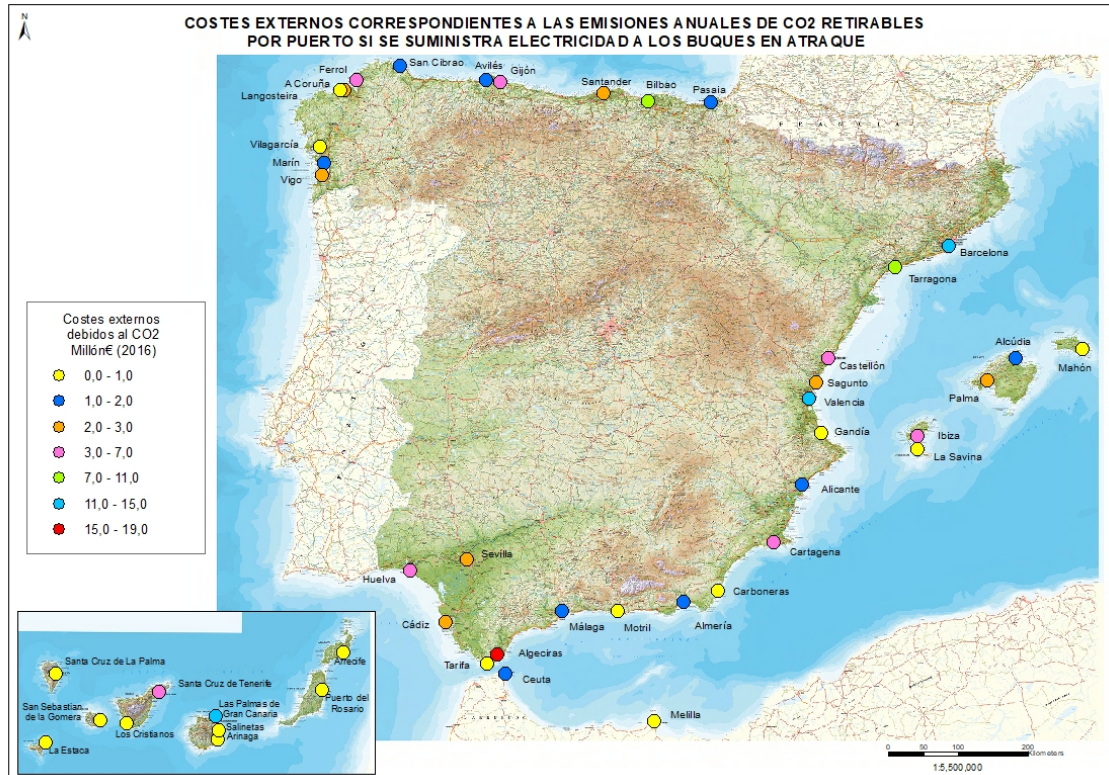 N
COSTES EXTERNOS CORRESPONDIENTES A LAS EMISIONES ANUALES DE CO2 RETIRABLES
POR PUERTO SI SE SUMINISTRA ELECTRICIDAD A LOS BUQUES EN ATRAQUE
San Cibrao
Ferrol
Avilés
Gijón
A Coruña
Langosteira
Santander
Bilbao
Pasaia
Vilagarcía
Marín
Vigo
Barcelona
Tarragona
Costes externos
debidos al CO2
Millón€ (2016)
0,0 - 1,0
1,0 - 2,0
2,0 - 3,0
3,0 - 7,0
7,0 - 11,0
11,0 - 15,0
15,0 - 19,0
Castellón
Sagunto
Valencia
Gandía
Alcúdia
Mahón
Palma
Ibiza
La Savina
Alicante
Cartagena
Sevilla
Huelva
Carboneras
Cádiz
Málaga
Motril
Almería
Tarifa
Algeciras
Ceuta
Melilla
Arrecife
Santa Cruz de La Palma
Santa Cruz de Tenerife
Puerto del
Rosario
San Sebastian
de la Gomera
Las Palmas de
Gran Canaria
Los Cristianos
Salinetas
Arinaga
La Estaca
0 50 100 200
Kilometers
1:5,500,000